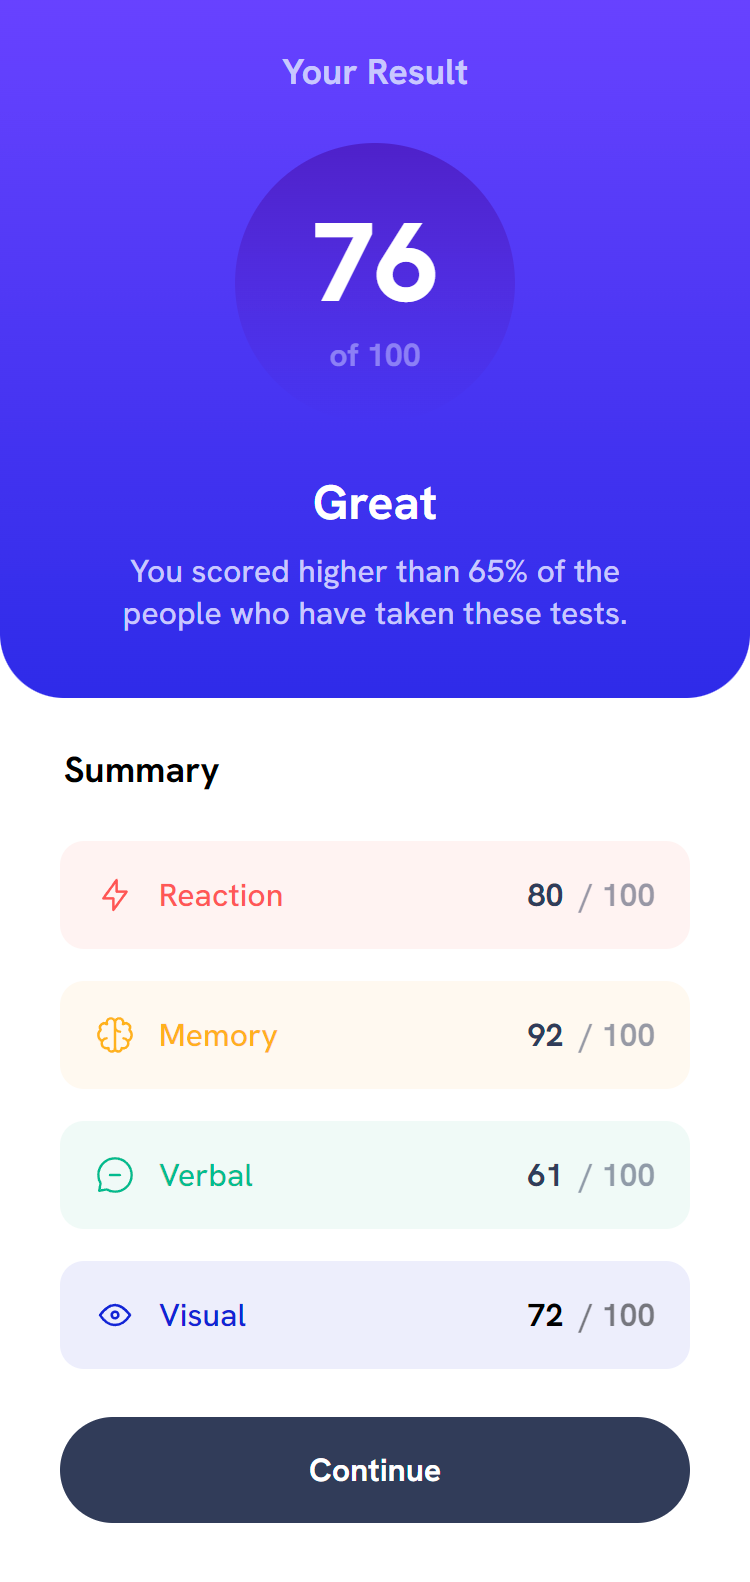 Your Result
76
of 100
Great
You scored higher than 65% of the
people who have taken these tests.
Summary
Reaction 80 / 100
Memory 92 / 100
Verbal 61 / 100
Visual 72 / 100
Continue